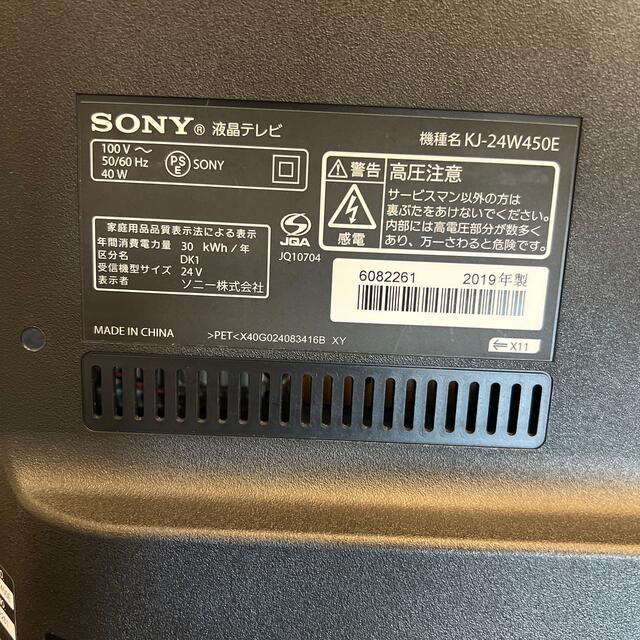 SONY® 液晶テレビ
機種名 KJ-24W450E
100 V～
50/60 Hz
40 W
PS
E
SONY
警告 高圧注意
サービスマン以外の方は
裏ぶたをあけないでください。
内部には高電圧部分が数多く
あり、万一さわると危険です。
感電
家庭用品品質表示法による表示
年間消費電力量 30 kWh/年
区分名 DK1
受信機型サイズ 24V
表示者 ソニー株式会社
JQA
JQ10704
6082261 2019年製
MADE IN CHINA
>PET<X40G024083416B XY
X11